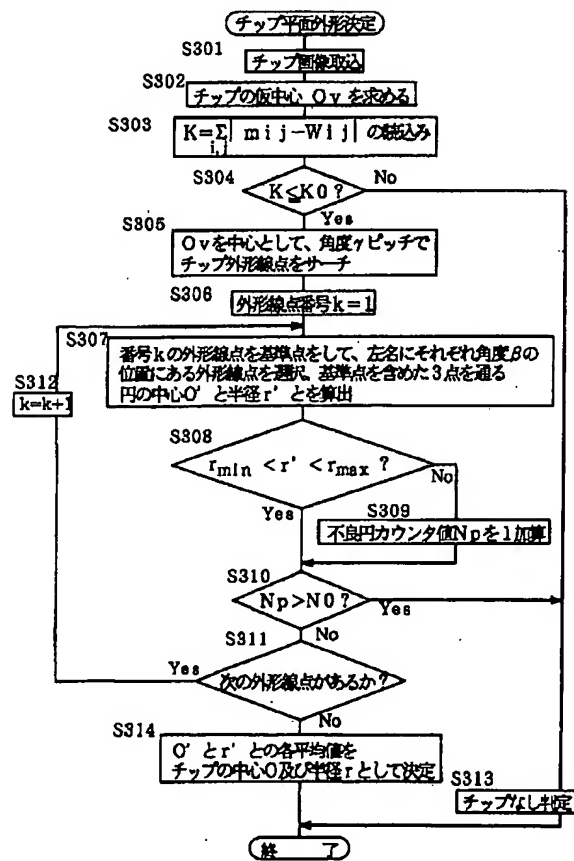 チップ平面外形決定
S301
チップ画像取込
S302
チップの仮中心 Ov を求める
S303
K=Σ|mij-Wij| の読込み
i,j
S304
K≦K0?
No
Yes
S305
Ovを中心として、角度γピッチで
チップ外形線点をサーチ
S306
外形線点番号k=1
S307
番号kの外形線点を基準点をして、左名にそれぞれ角度βの
位置にある外形線点を選択、基準点を含めた3点を通る
円の中心O'と半径r'とを算出
S312
k=k+1
S308
rmin < r' < rmax ?
No
Yes
S309
不良円カウンタ値Npを1加算
S310
Np>N0?
Yes
No
S311
Yes
次の外形線点があるか?
No
S314
O' と r' との各平均値を
チップの中心O及び半径rとして決定
S313
チップなし判定
終 了